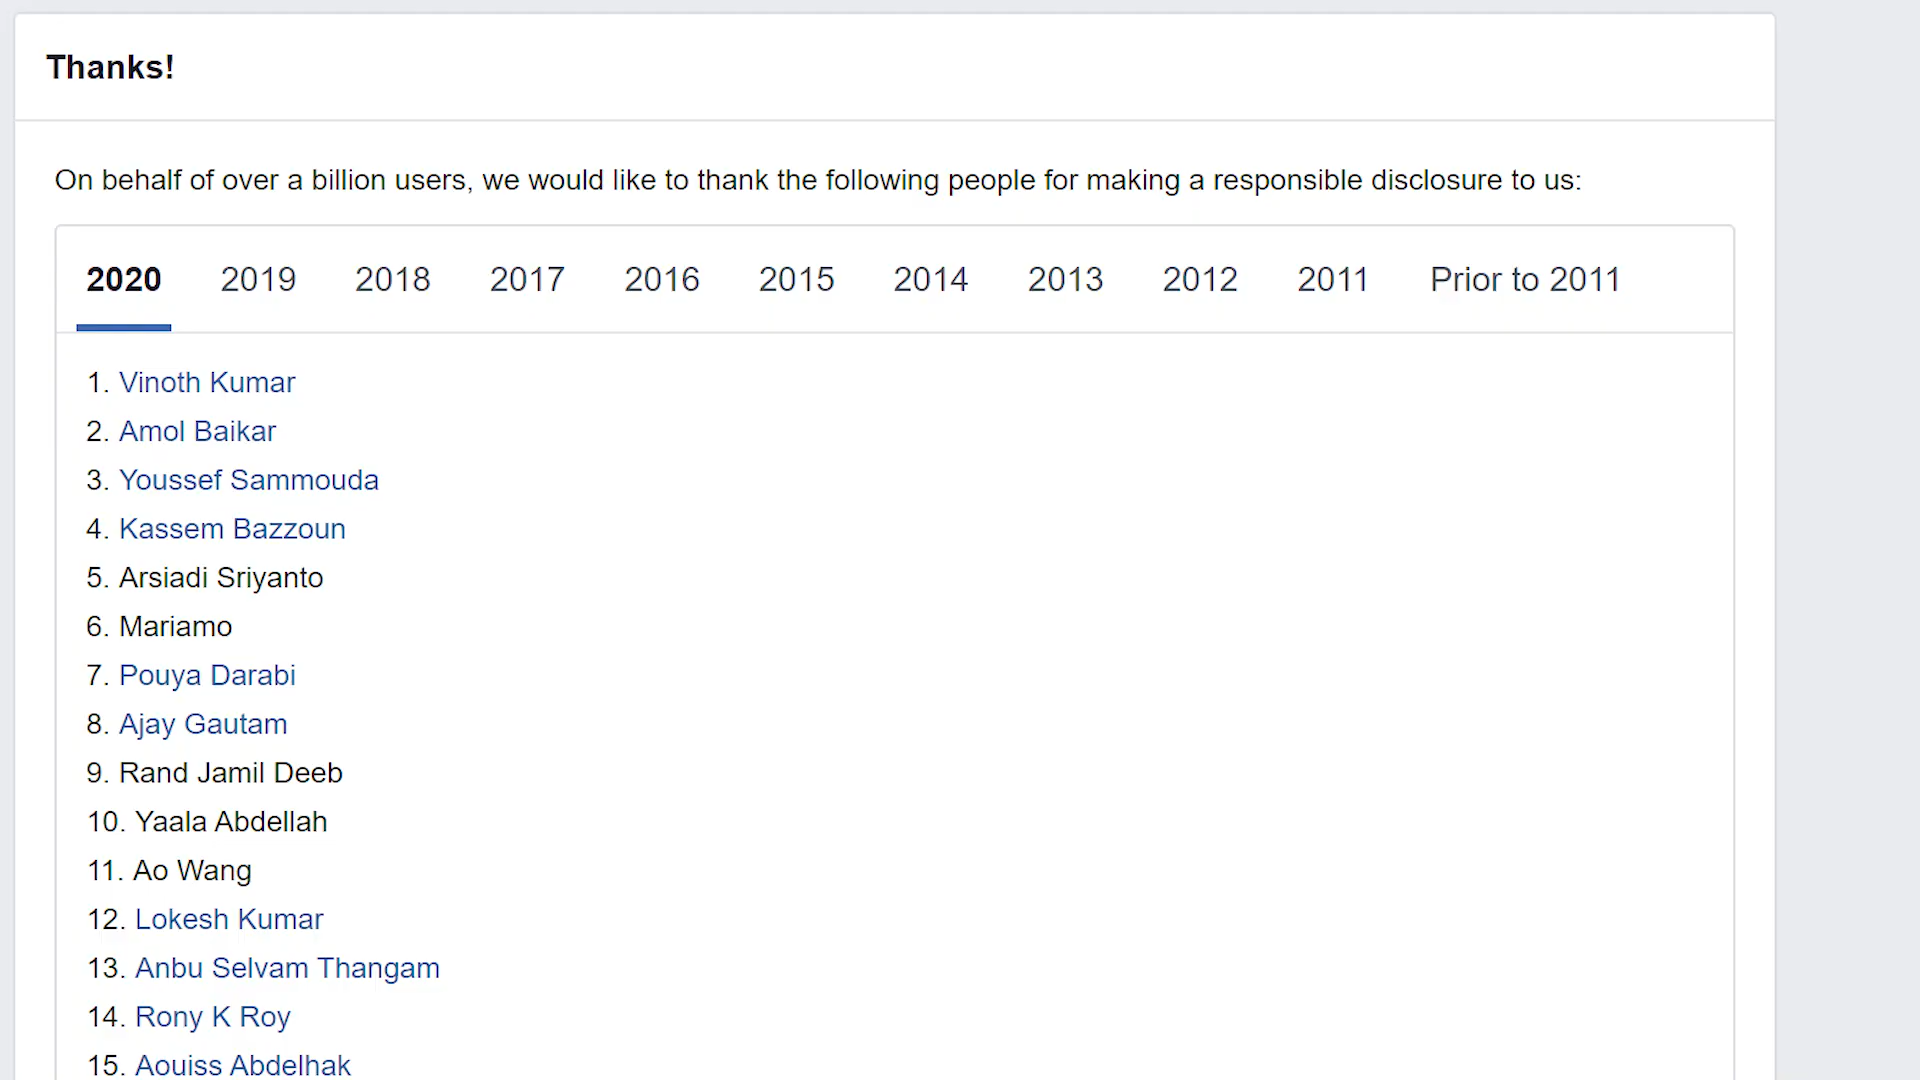 Thanks!
On behalf of over a billion users, we would like to thank the following people for making a responsible disclosure to us:
2020 2019 2018 2017 2016 2015 2014 2013 2012 2011 Prior to 2011
1. Vinoth Kumar
2. Amol Baikar
3. Youssef Sammouda
4. Kassem Bazzoun
5. Arsiadi Sriyanto
6. Mariamo
7. Pouya Darabi
8. Ajay Gautam
9. Rand Jamil Deeb
10. Yaala Abdellah
11. Ao Wang
12. Lokesh Kumar
13. Anbu Selvam Thangam
14. Rony K Roy
15. Aouiss Abdelhak